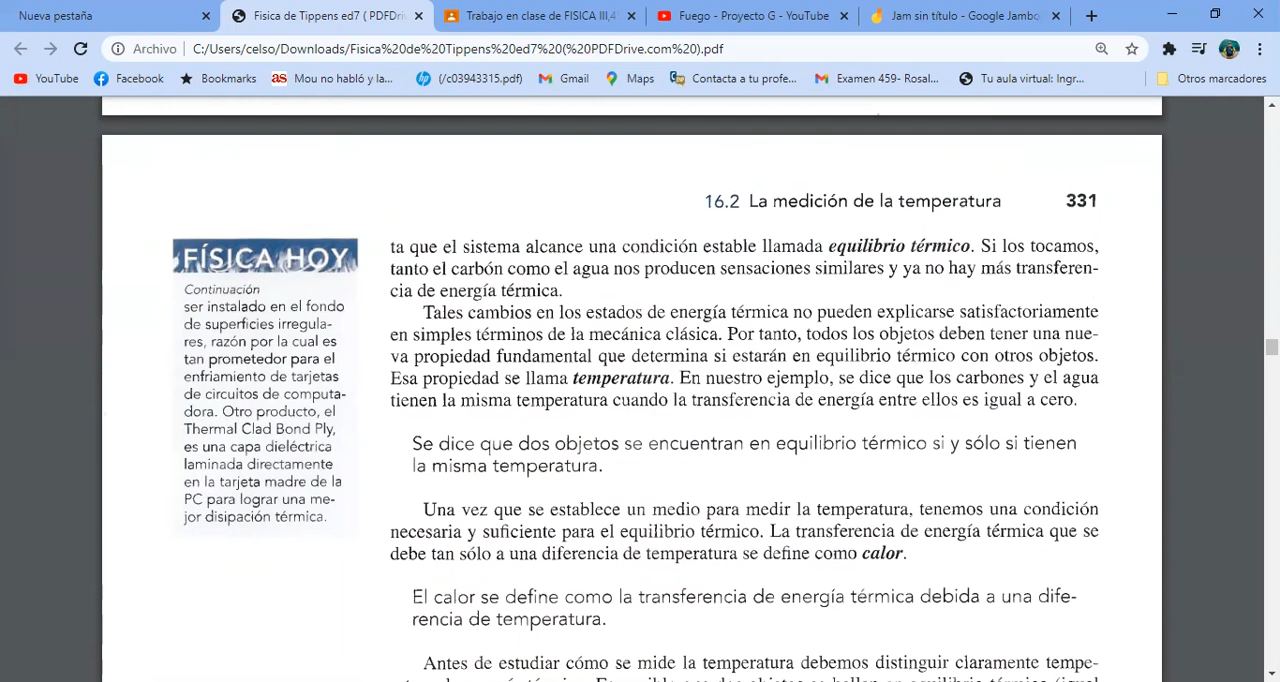 Nueva pestaña
Fisica de Tippens ed7 ( PDFDri
Trabajo en clase de FISICA III,4
Fuego - Proyecto G - YouTube
Jam sin título - Google Jambo
Archivo | C:/Users/celso/Downloads/Fisica%20de%20Tippens%20ed7%20(%20PDFDrive.com%20).pdf
YouTube
Facebook
Bookmarks
as Mou no habló y la...
hp (/c03943315.pdf)
Gmail
Maps
Contacta a tu profe...
Examen 459- Rosal...
Tu aula virtual: Ingr...
Otros marcadores
16.2 La medición de la temperatura 331
FÍSICA HOY
Continuación
ser instalado en el fondo
de superficies irregula-
res, razón por la cual es
tan prometedor para el
enfriamiento de tarjetas
de circuitos de computa-
dora. Otro producto, el
Thermal Clad Bond Ply,
es una capa dieléctrica
laminada directamente
en la tarjeta madre de la
PC para lograr una me-
jor disipación térmica.
ta que el sistema alcance una condición estable llamada equilibrio térmico. Si los tocamos,
tanto el carbón como el agua nos producen sensaciones similares y ya no hay más transferen-
cia de energía térmica.
Tales cambios en los estados de energía térmica no pueden explicarse satisfactoriamente
en simples términos de la mecánica clásica. Por tanto, todos los objetos deben tener una nue-
va propiedad fundamental que determina si estarán en equilibrio térmico con otros objetos.
Esa propiedad se llama temperatura. En nuestro ejemplo, se dice que los carbones y el agua
tienen la misma temperatura cuando la transferencia de energía entre ellos es igual a cero.
Se dice que dos objetos se encuentran en equilibrio térmico si y sólo si tienen
la misma temperatura.
Una vez que se establece un medio para medir la temperatura, tenemos una condición
necesaria y suficiente para el equilibrio térmico. La transferencia de energía térmica que se
debe tan sólo a una diferencia de temperatura se define como calor.
El calor se define como la transferencia de energía térmica debida a una dife-
rencia de temperatura.
Antes de estudiar cómo se mide la temperatura debemos distinguir claramente tempe-